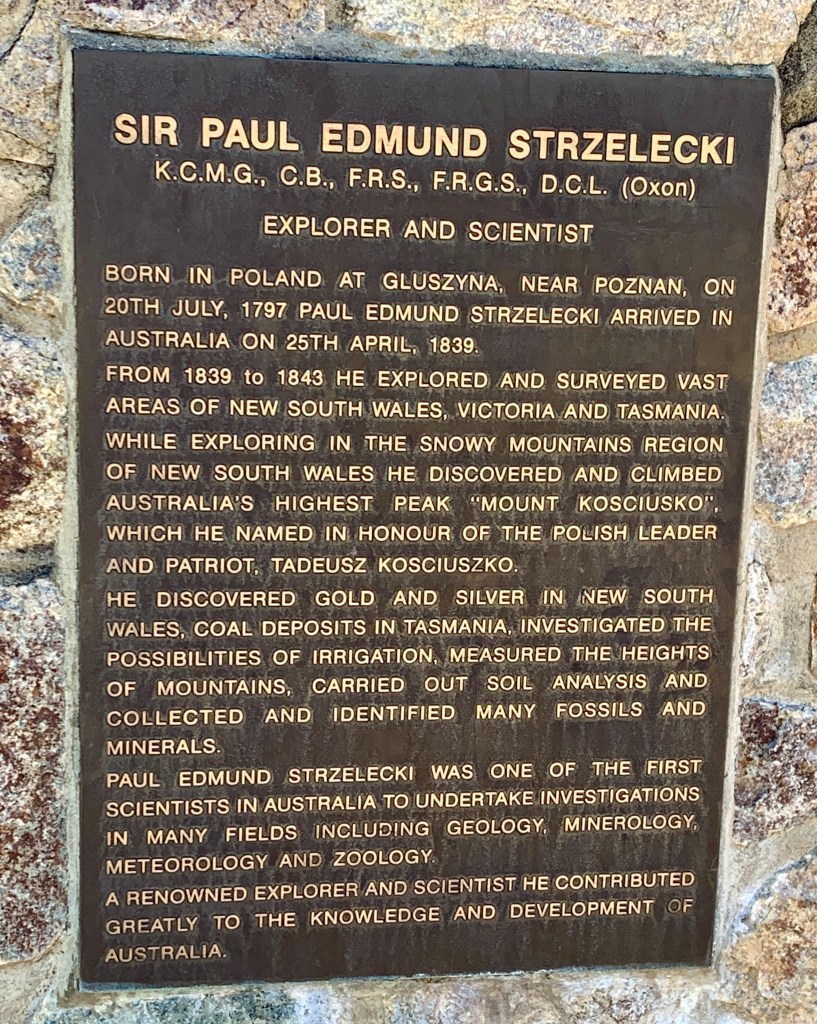 SIR PAUL EDMUND STRZELECKI
K.C.M.G., C.B., F.R.S., F.R.G.S., D.C.L. (Oxon)
EXPLORER AND SCIENTIST
BORN IN POLAND AT GLUSZYNA, NEAR POZNAN, ON
20TH JULY, 1797 PAUL EDMUND STRZELECKI ARRIVED IN
AUSTRALIA ON 25TH APRIL, 1839.
FROM 1839 to 1843 HE EXPLORED AND SURVEYED VAST
AREAS OF NEW SOUTH WALES, VICTORIA AND TASMANIA.
WHILE EXPLORING IN THE SNOWY MOUNTAINS REGION
OF NEW SOUTH WALES HE DISCOVERED AND CLIMBED
AUSTRALIA'S HIGHEST PEAK "MOUNT KOSCIUSKO",
WHICH HE NAMED IN HONOUR OF THE POLISH LEADER
AND PATRIOT, TADEUSZ KOSCIUSZKO.
HE DISCOVERED GOLD AND SILVER IN NEW SOUTH
WALES, COAL DEPOSITS IN TASMANIA, INVESTIGATED THE
POSSIBILITIES OF IRRIGATION, MEASURED THE HEIGHTS
OF MOUNTAINS, CARRIED OUT SOIL ANALYSIS AND
COLLECTED AND IDENTIFIED MANY FOSSILS AND
MINERALS.
PAUL EDMUND STRZELECKI WAS ONE OF THE FIRST
SCIENTISTS IN AUSTRALIA TO UNDERTAKE INVESTIGATIONS
IN MANY FIELDS INCLUDING GEOLOGY, MINEROLOGY,
METEOROLOGY AND ZOOLOGY.
A RENOWNED EXPLORER AND SCIENTIST HE CONTRIBUTED
GREATLY TO THE KNOWLEDGE AND DEVELOPMENT OF
AUSTRALIA.